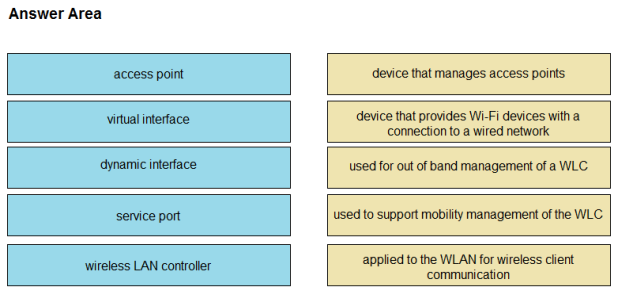 Answer Area
access point
device that manages access points
virtual interface
device that provides Wi-Fi devices with a
connection to a wired network
dynamic interface
used for out of band management of a WLC
service port
used to support mobility management of the WLC
wireless LAN controller
applied to the WLAN for wireless client
communication